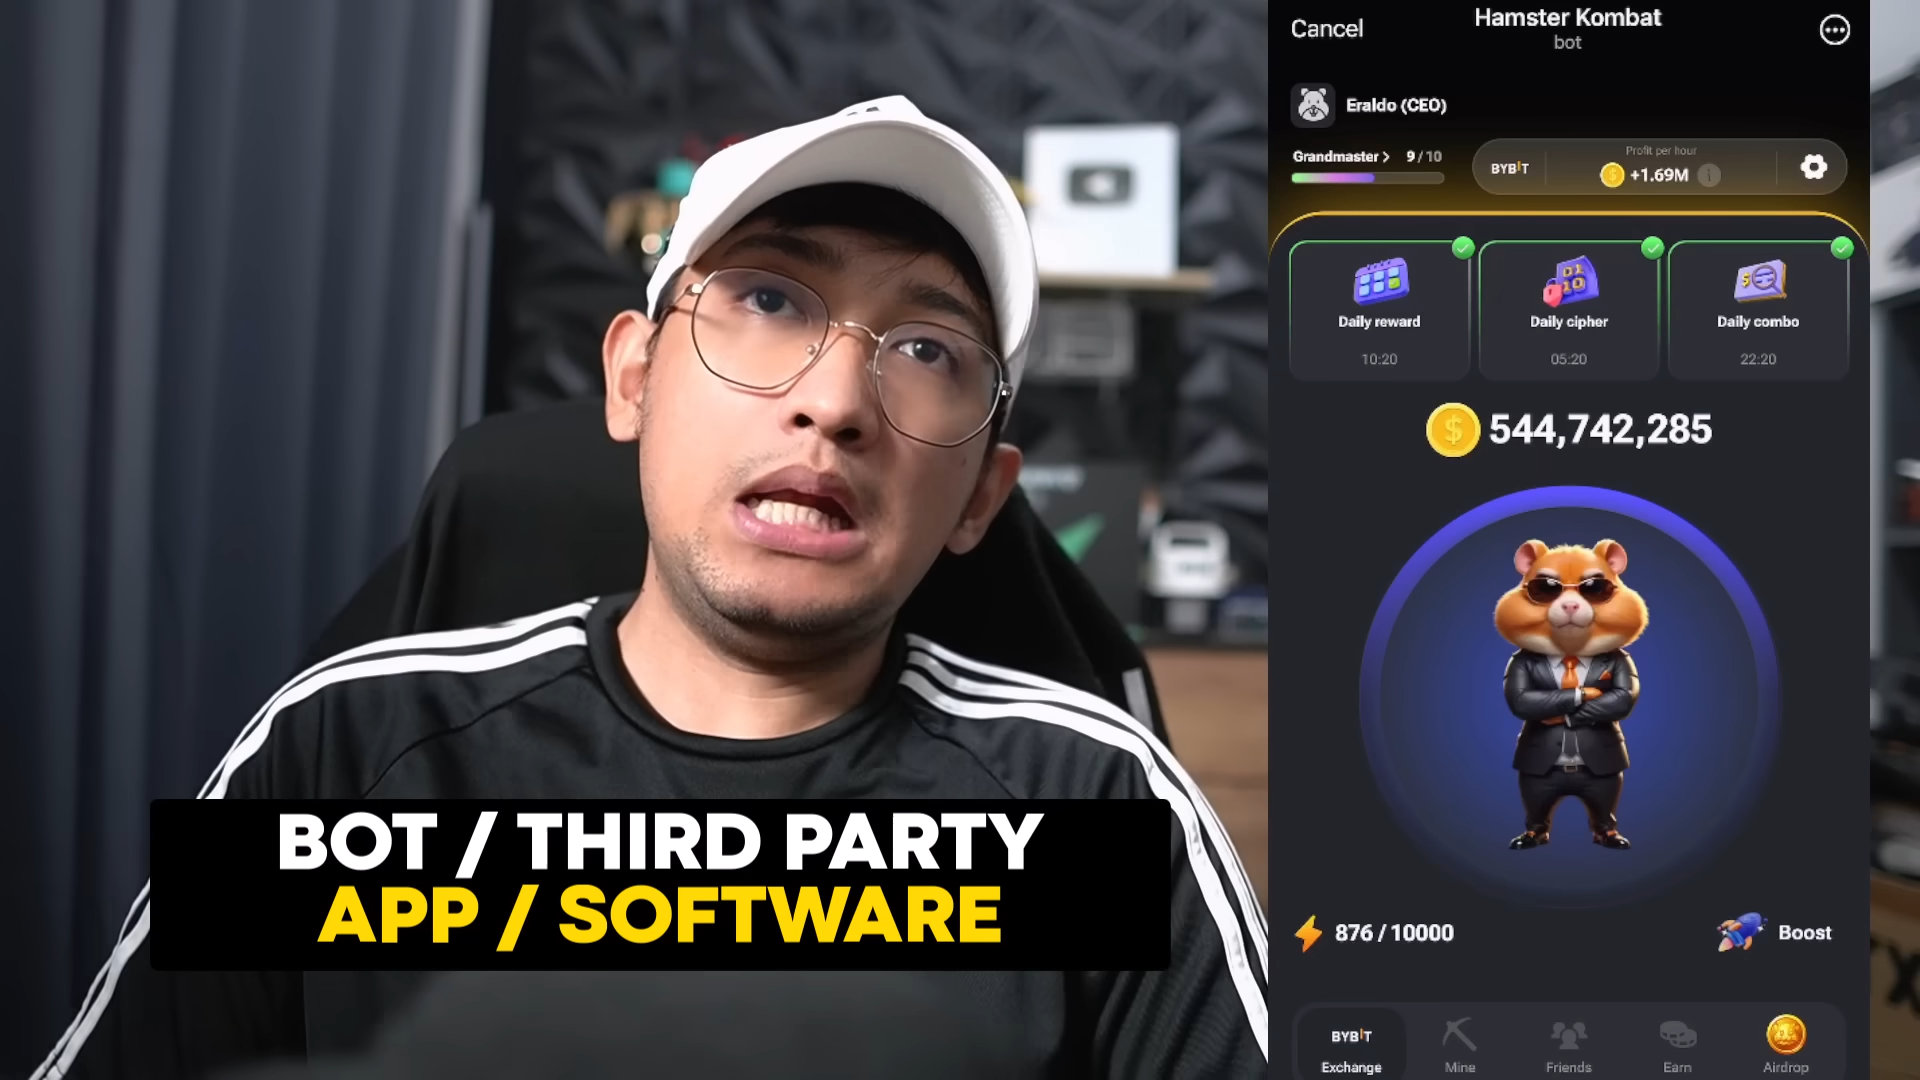 BOT / THIRD PARTY
APP / SOFTWARE
Cancel
Hamster Kombat
bot
Eraldo (CEO)
Grandmaster > 9 / 10
BYBIT
Profit per hour
+1.69M
Daily reward
10:20
Daily cipher
05:20
Daily combo
22:20
544,742,285
876 / 10000
Boost
BYBIT
Exchange
Mine
Friends
Earn
Airdrop